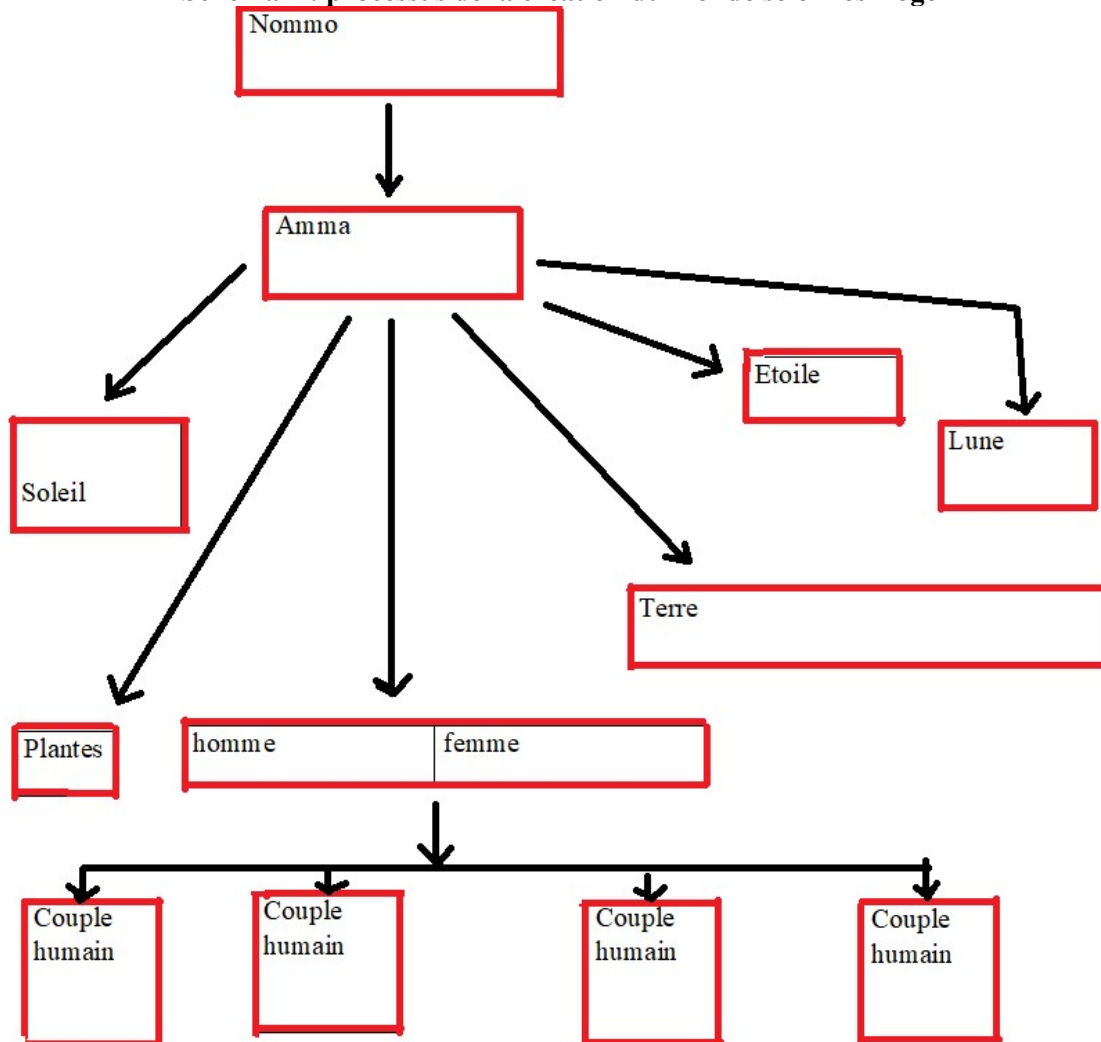 Nommo
Amma
Etoile
Lune
Soleil
Terre
Plantes
homme
femme
Couple
humain
Couple
humain
Couple
humain
Couple
humain